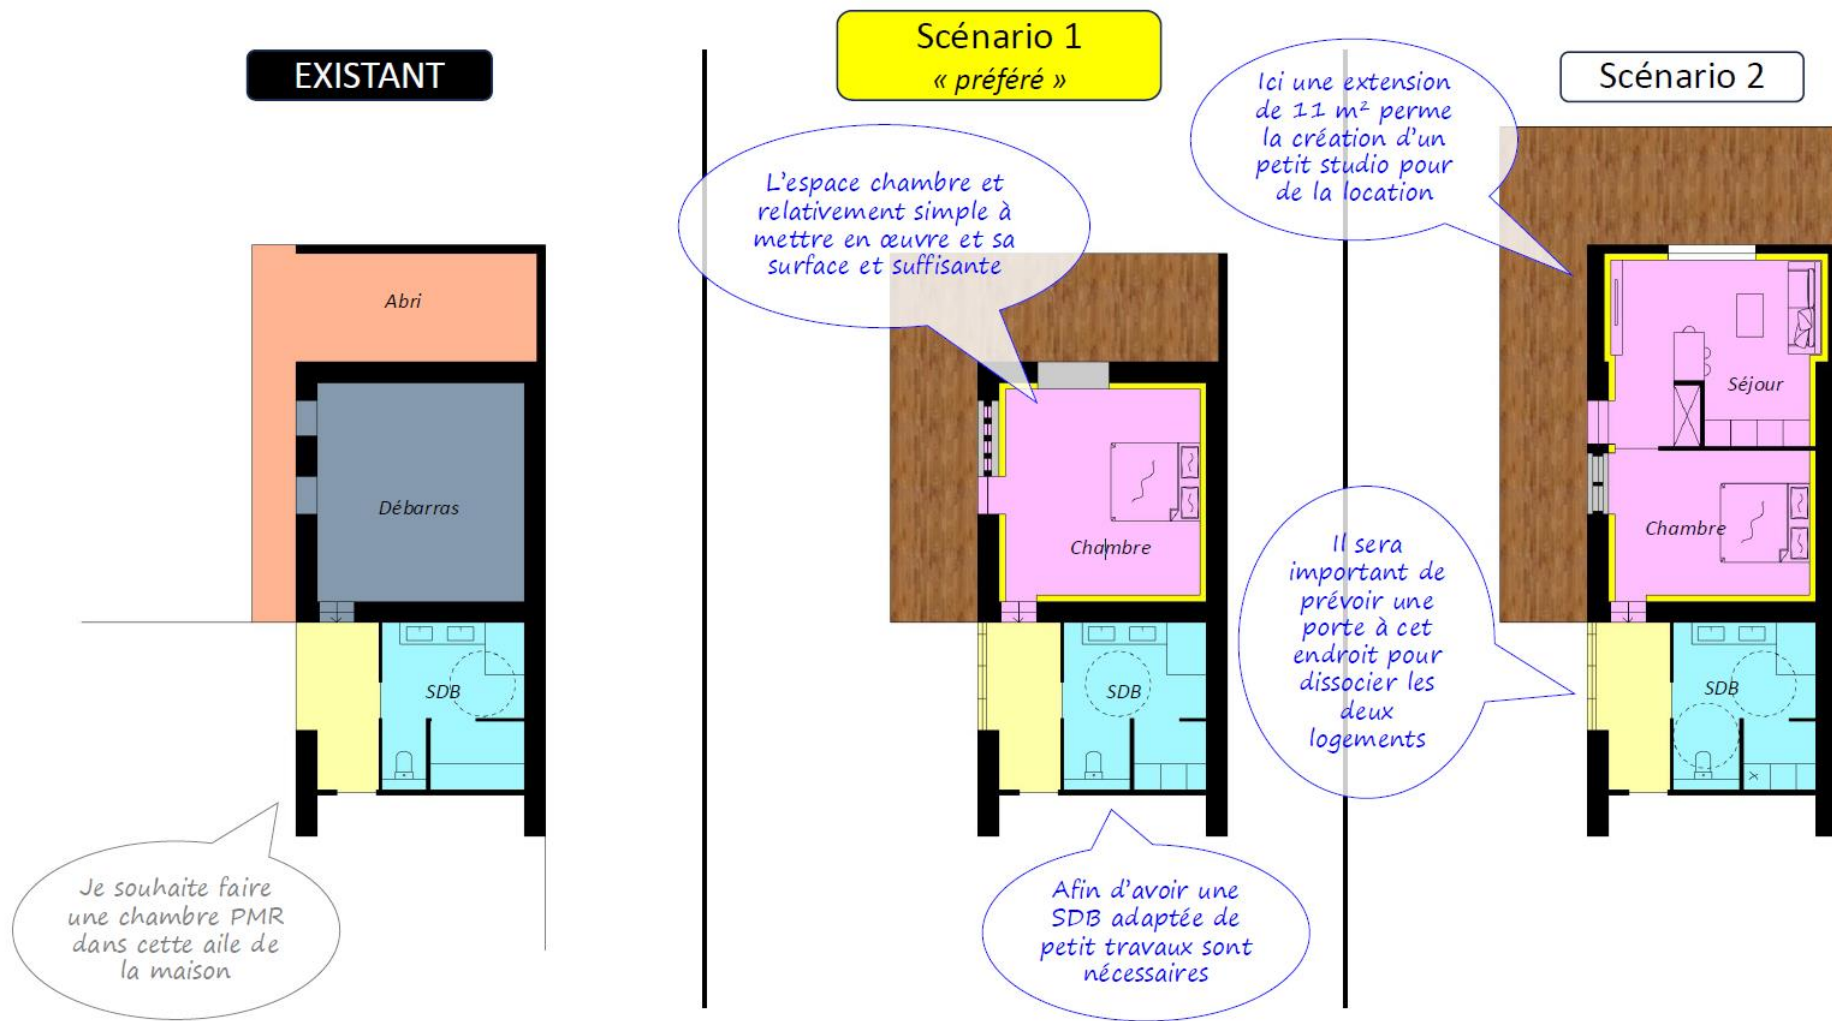 EXISTANT
Abri
Débarras
SDB
Je souhaite faire
une chambre PMR
dans cette aile de
la maison
Scénario 1
« préféré »
L'espace chambre et
relativement simple à
mettre en œuvre et sa
surface et suffisante
Chambre
SDB
Afin d'avoir une
SDB adaptée de
petit travaux sont
nécessaires
Scénario 2
Ici une extension
de 11 m² perme
la création d'un
petit studio pour
de la location
Séjour
Chambre
Il sera
important de
prévoir une
porte à cet
endroit pour
dissocier les
deux
logements
SDB